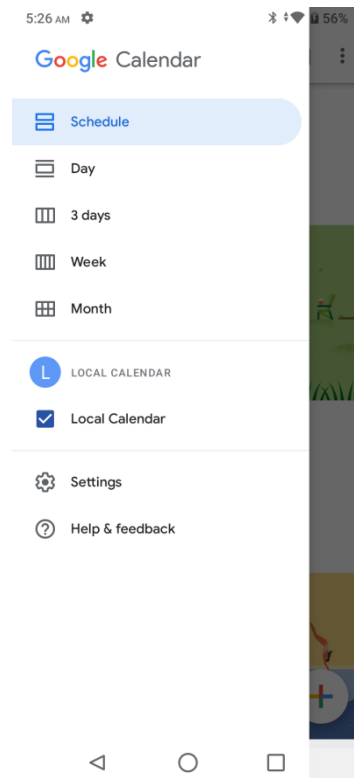 5:26 AM 56%
Google Calendar
Schedule
Day
3 days
Week
Month
L LOCAL CALENDAR
Local Calendar
Settings
Help & feedback